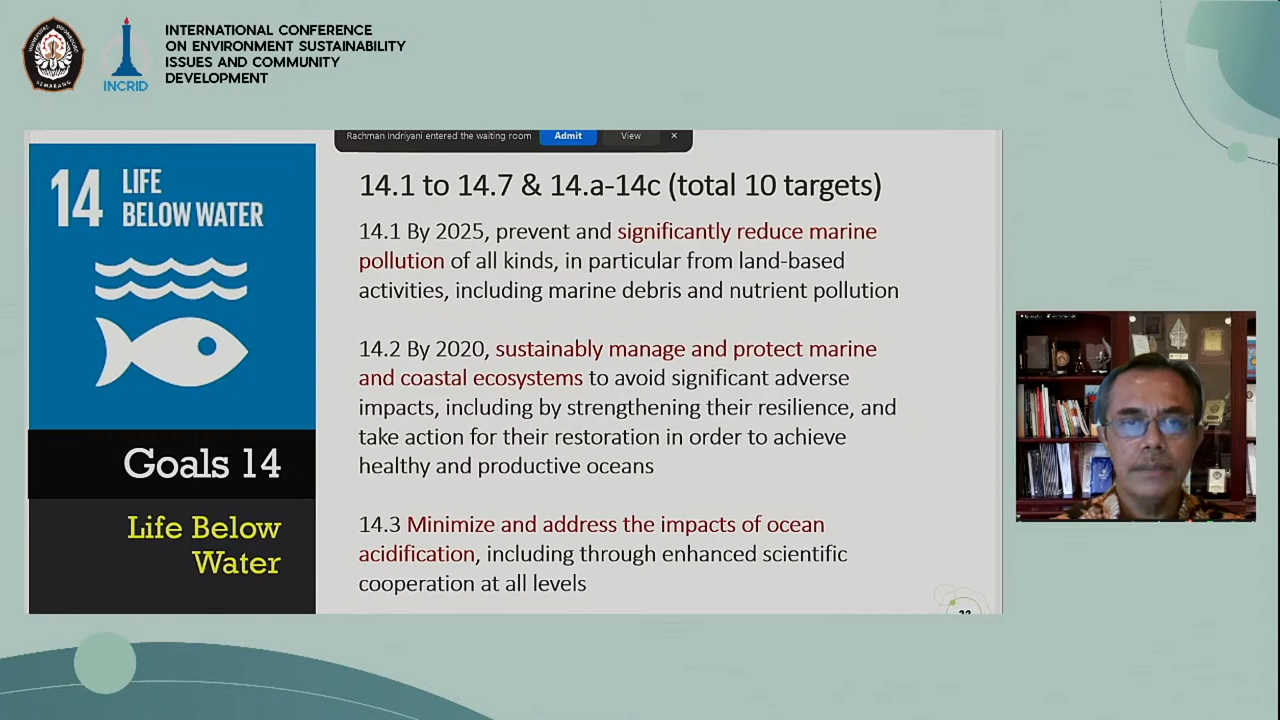 UNIVERSITAS DIPONEGORO
SEMARANG
INCRID
INTERNATIONAL CONFERENCE
ON ENVIRONMENT SUSTAINABILITY
ISSUES AND COMMUNITY
DEVELOPMENT
Rachman Indriyani entered the waiting room Admit View ×
14 LIFE
BELOW WATER
Goals 14
Life Below
Water
14.1 to 14.7 & 14.a-14c (total 10 targets)
14.1 By 2025, prevent and significantly reduce marine
pollution of all kinds, in particular from land-based
activities, including marine debris and nutrient pollution
14.2 By 2020, sustainably manage and protect marine
and coastal ecosystems to avoid significant adverse
impacts, including by strengthening their resilience, and
take action for their restoration in order to achieve
healthy and productive oceans
14.3 Minimize and address the impacts of ocean
acidification, including through enhanced scientific
cooperation at all levels